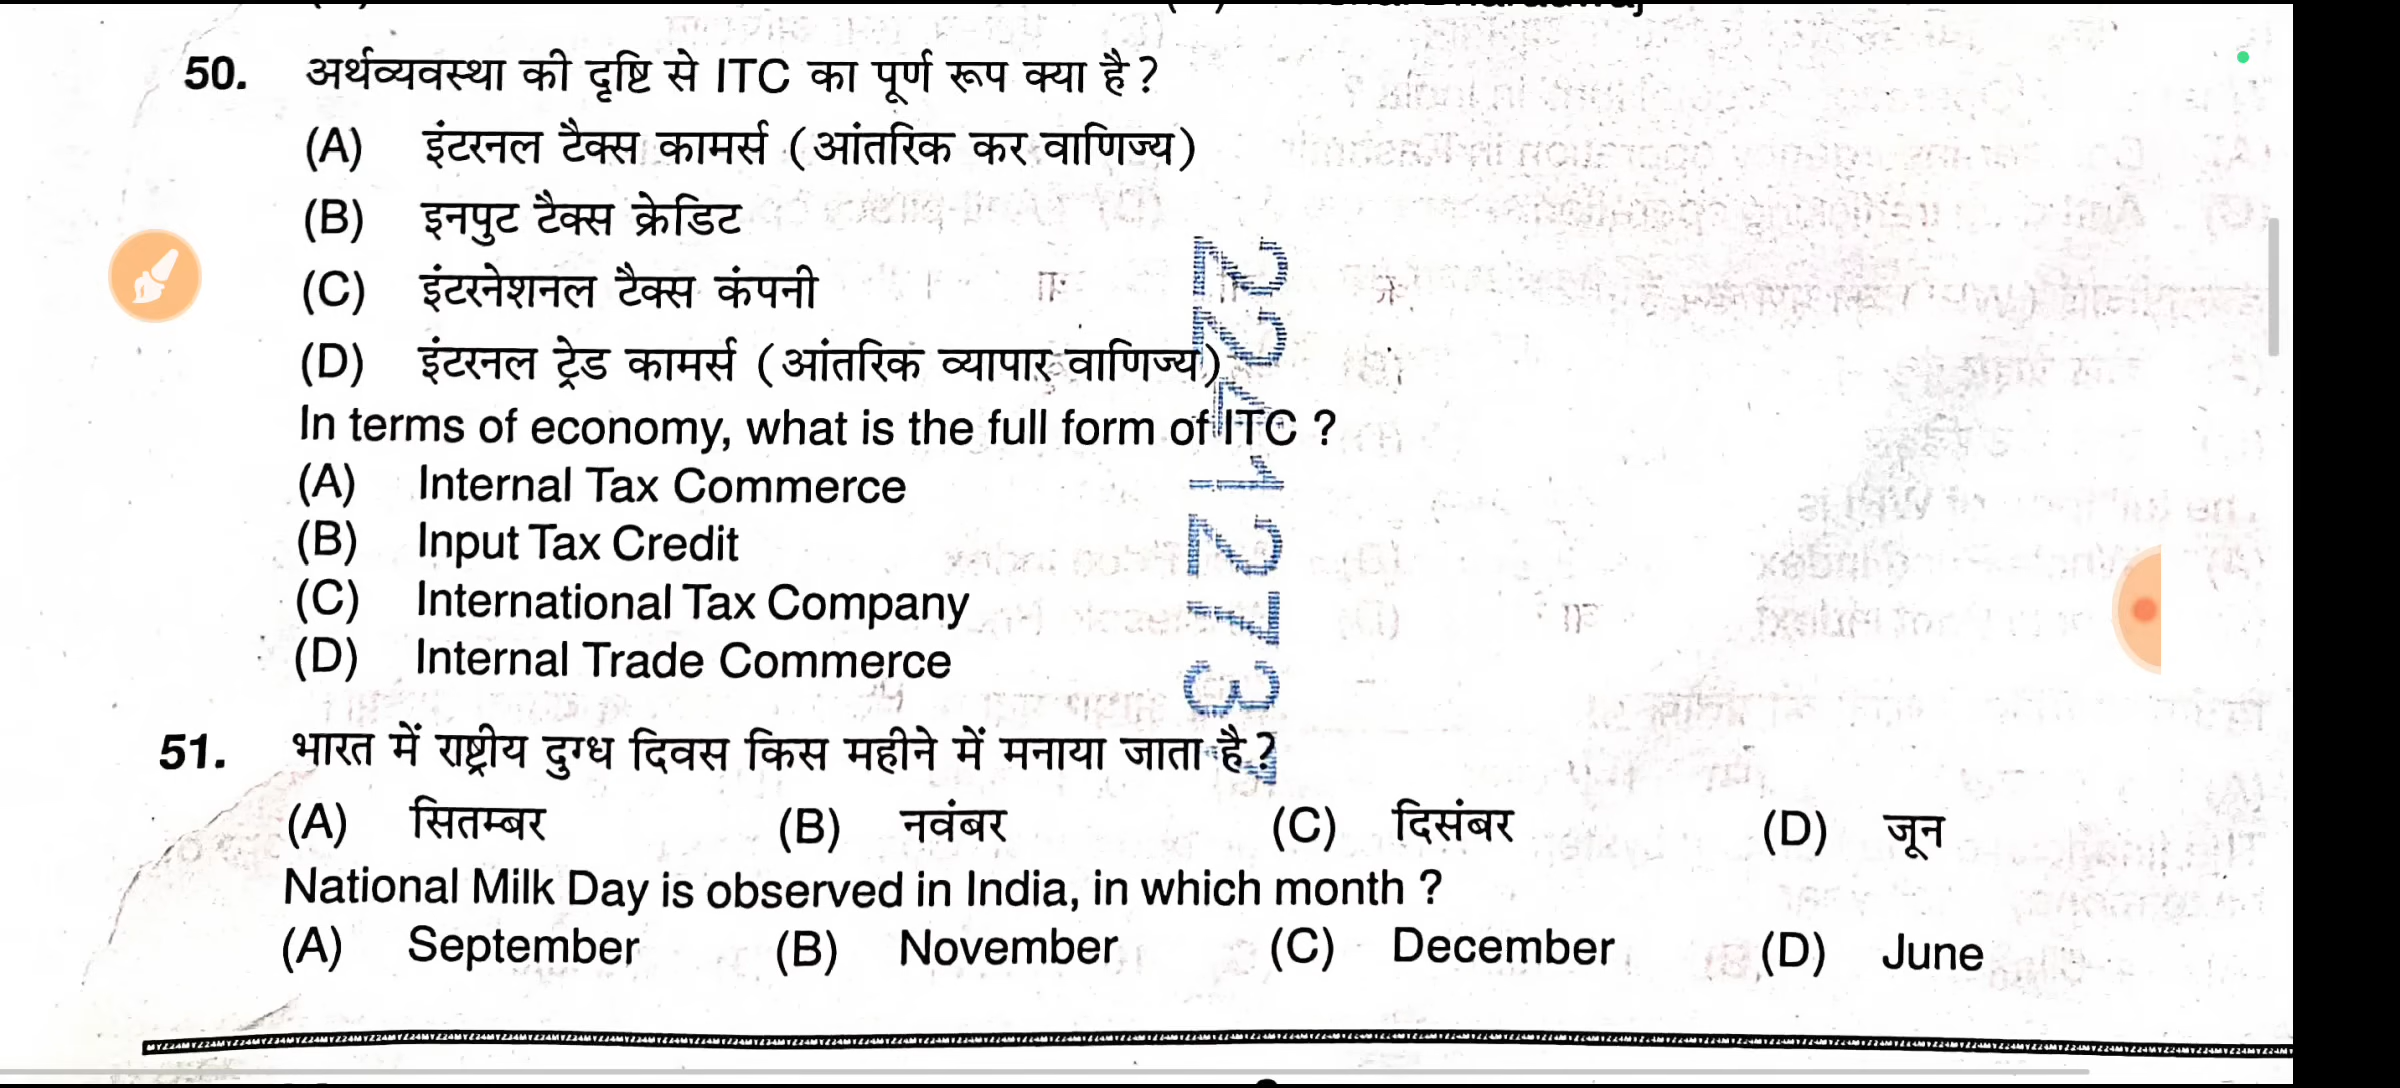 50. अर्थव्यवस्था की दृष्टि से ITC का पूर्ण रूप क्या है ?
(A) इंटरनल टैक्स कामर्स (आंतरिक कर वाणिज्य)
(B) इनपुट टैक्स क्रेडिट
(C) इंटरनेशनल टैक्स कंपनी
(D) इंटरनल ट्रेड कामर्स (आंतरिक व्यापार वाणिज्य)
In terms of economy, what is the full form of ITC ?
(A) Internal Tax Commerce
(B) Input Tax Credit
(C) International Tax Company
(D) Internal Trade Commerce
51. भारत में राष्ट्रीय दुग्ध दिवस किस महीने में मनाया जाता है ?
(A) सितम्बर (B) नवंबर (C) दिसंबर (D) जून
National Milk Day is observed in India, in which month ?
(A) September (B) November (C) December (D) June